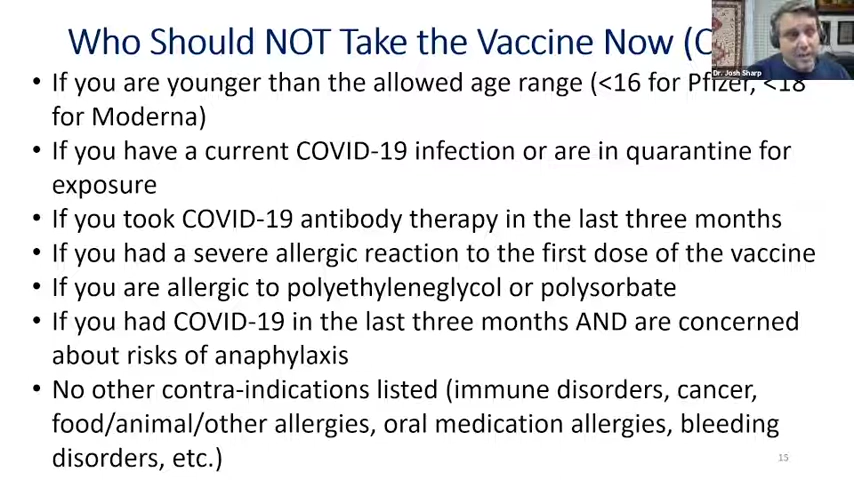 Who Should NOT Take the Vaccine Now (C
Dr. Josh Sharp
• If you are younger than the allowed age range (<16 for Pfizer, <18
for Moderna)
• If you have a current COVID-19 infection or are in quarantine for
exposure
• If you took COVID-19 antibody therapy in the last three months
• If you had a severe allergic reaction to the first dose of the vaccine
• If you are allergic to polyethyleneglycol or polysorbate
• If you had COVID-19 in the last three months AND are concerned
about risks of anaphylaxis
• No other contra-indications listed (immune disorders, cancer,
food/animal/other allergies, oral medication allergies, bleeding
disorders, etc.)
15